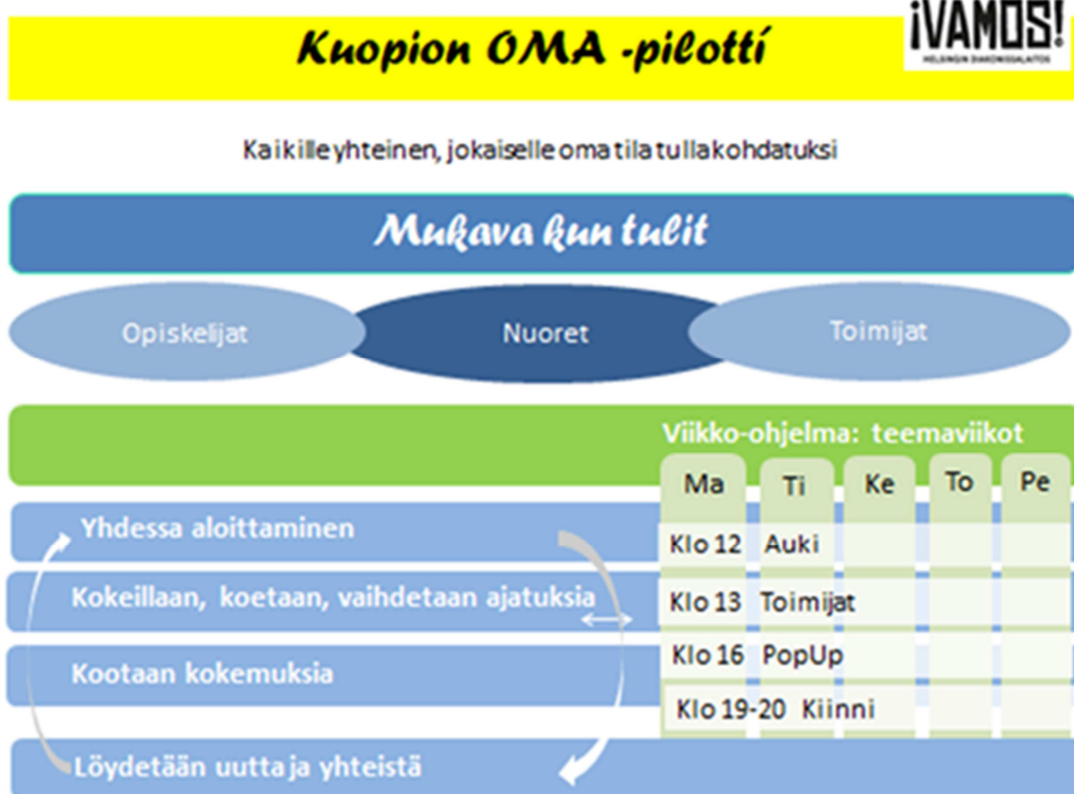 Kuopion OMA -pilotti
¡VAMOS!
HELSINGIN DIAKONISSALAITOS
Kaikille yhteinen, jokaiselle oma tila tulla kohdatuksi
Mukava kun tulit
Opiskelijat Nuoret Toimijat
Viikko-ohjelma: teemaviikot
Ma Ti Ke To Pe
Yhdessa aloittaminen
Klo 12 Auki
Kokeillaan, koetaan, vaihdetaan ajatuksia
Klo 13 Toimijat
Klo 16 PopUp
Kootaan kokemuksia
Klo 19-20 Kiinni
Löydetään uutta ja yhteistä